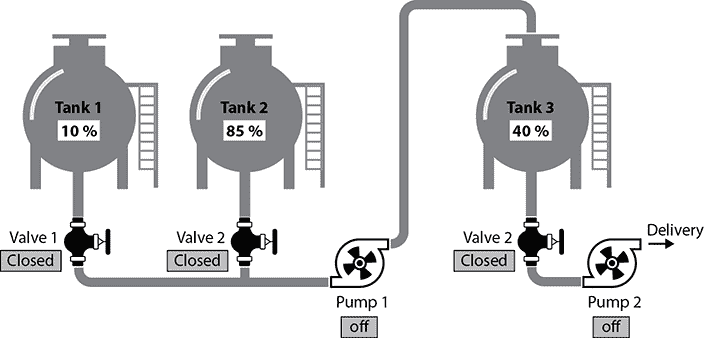 Tank 1
10 %
Tank 2
85 %
Tank 3
40 %
Valve 1
Closed
Valve 2
Closed
Pump 1
off
Valve 2
Closed
Delivery
Pump 2
off